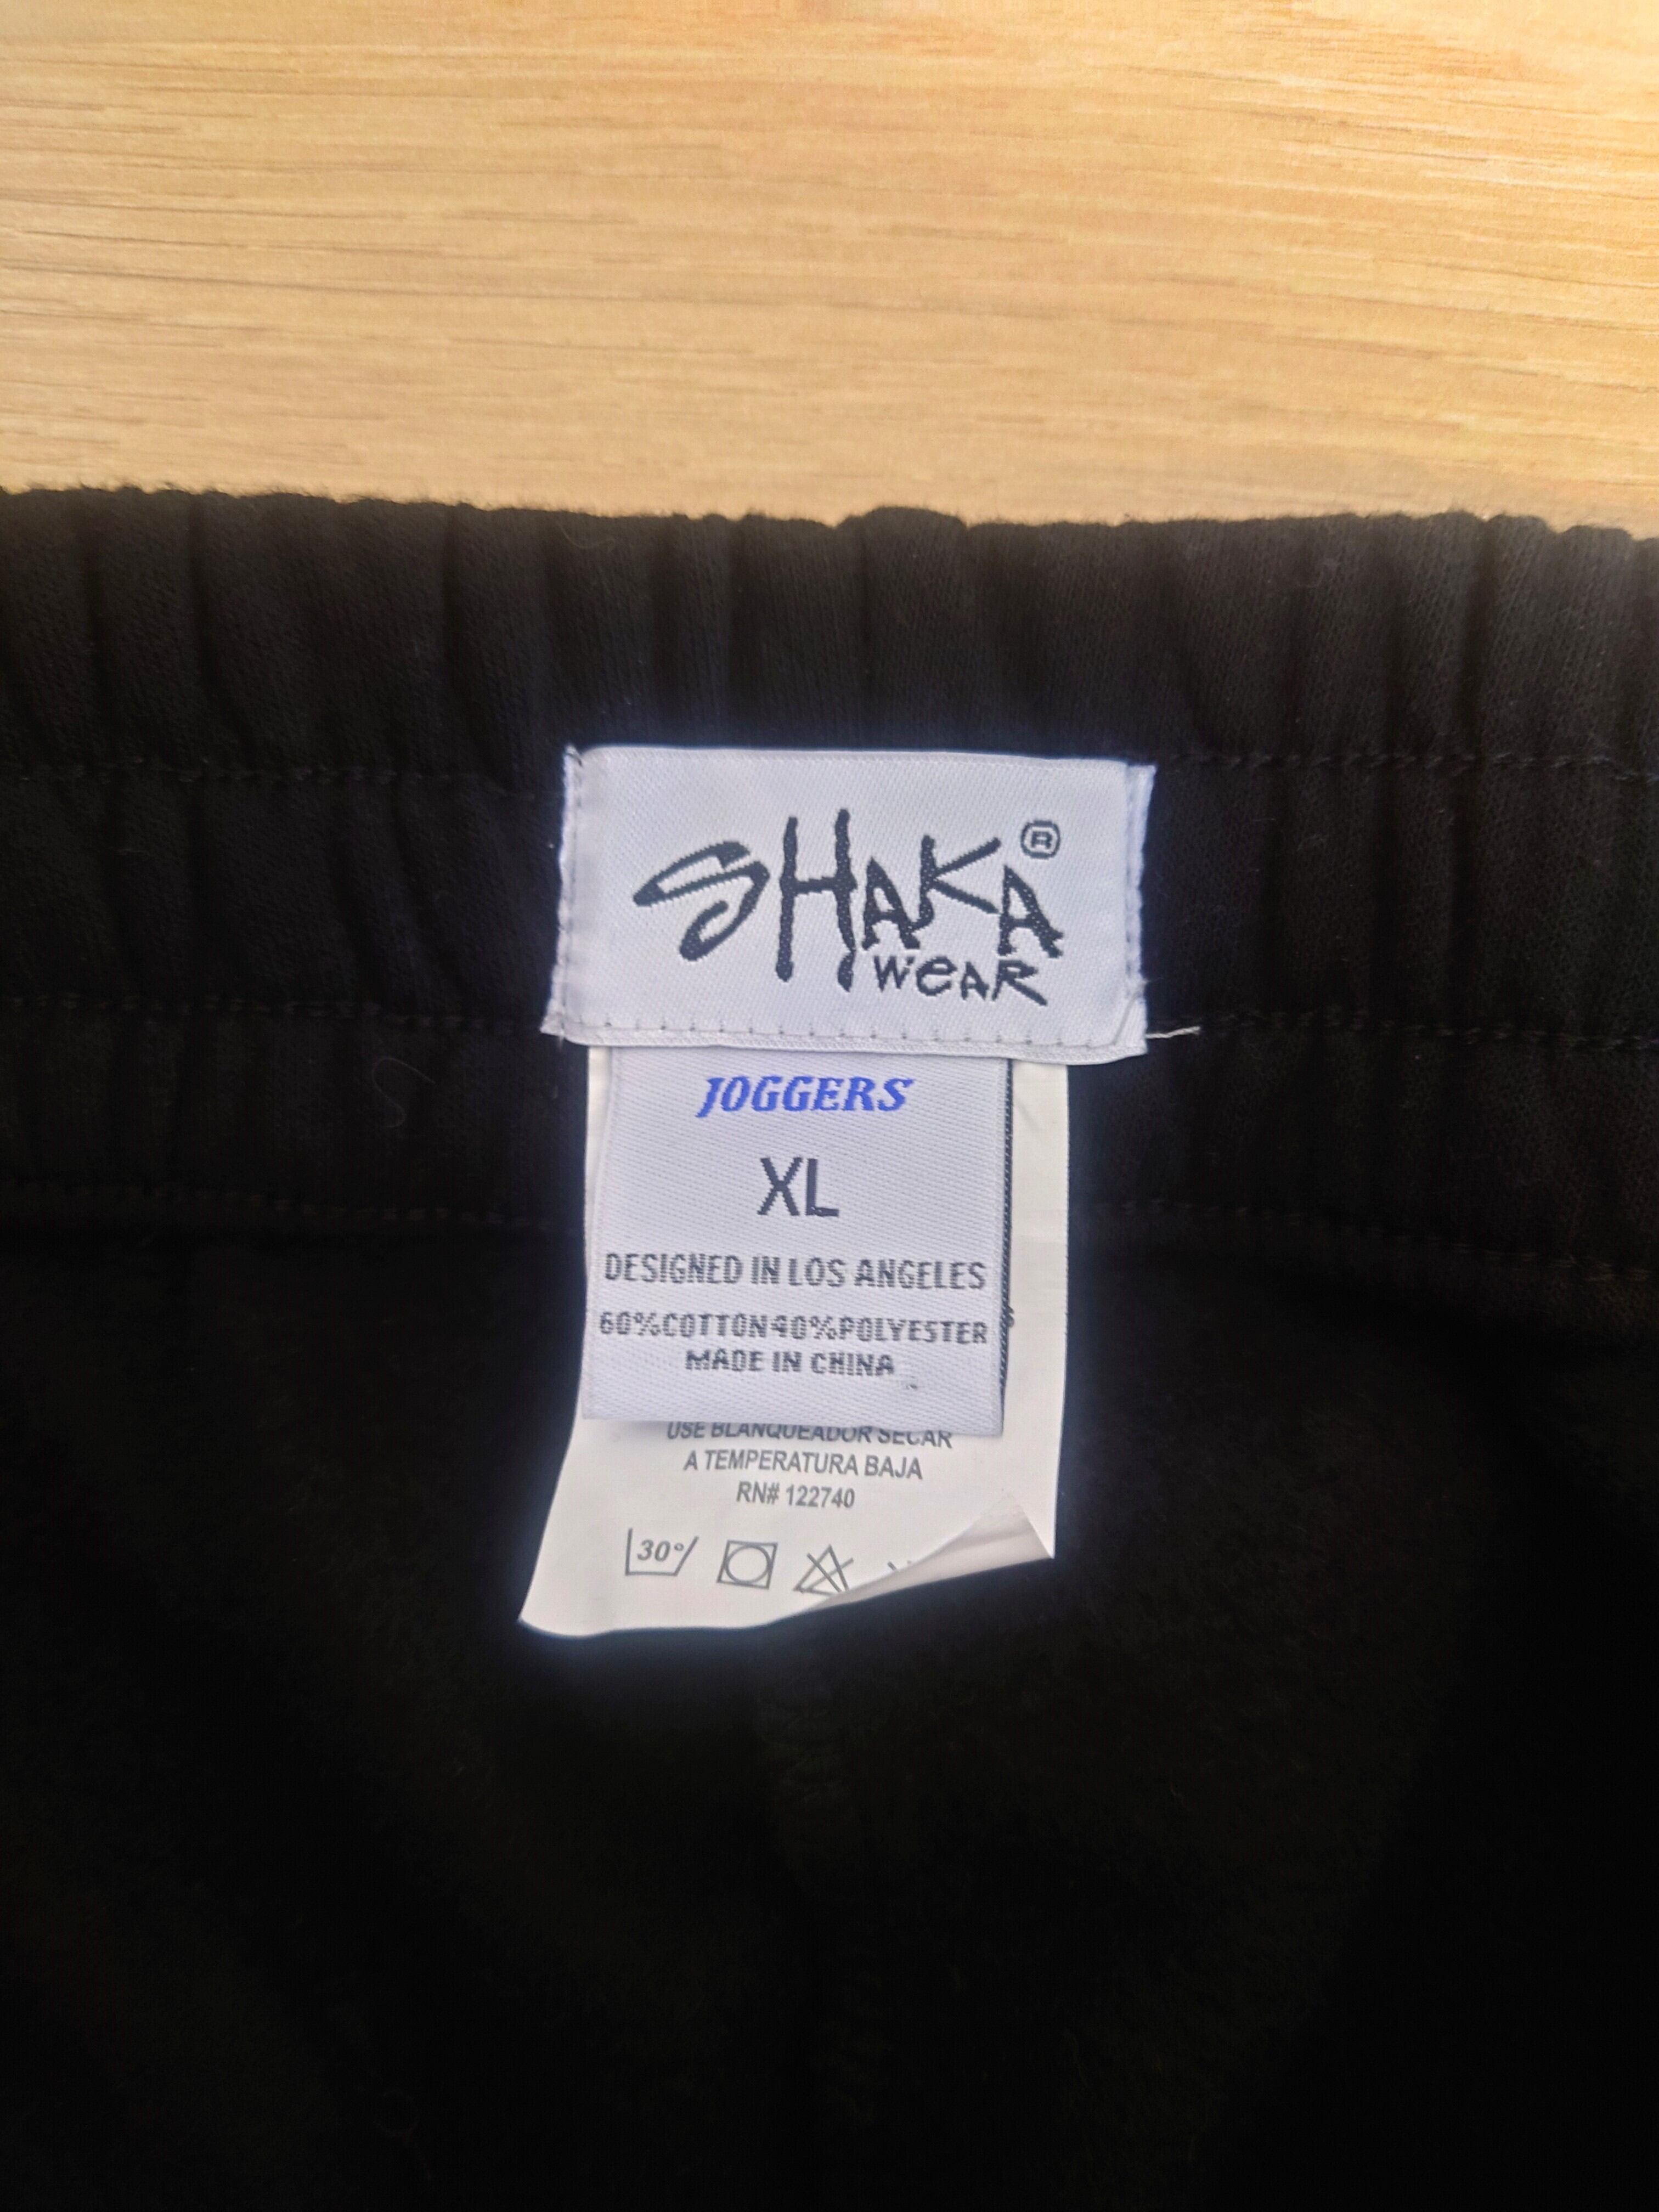 SHAKA®
WEAR
JOGGERS
XL
DESIGNED IN LOS ANGELES
60%COTTON40%POLYESTER
MADE IN CHINA
USE BLANQUEADOR SECAR
A TEMPERATURA BAJA
RN# 122740
30°